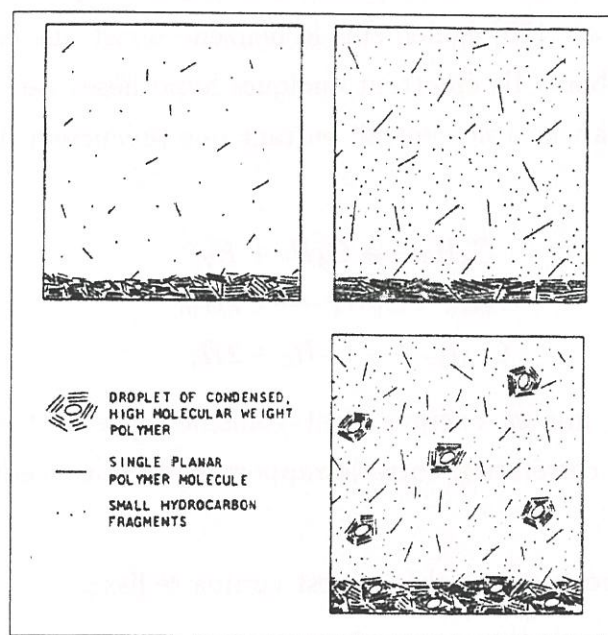 DROPLET OF CONDENSED,
HIGH MOLECULAR WEIGHT
POLYMER
SINGLE PLANAR
POLYMER MOLECULE
SMALL HYDROCARBON
FRAGMENTS